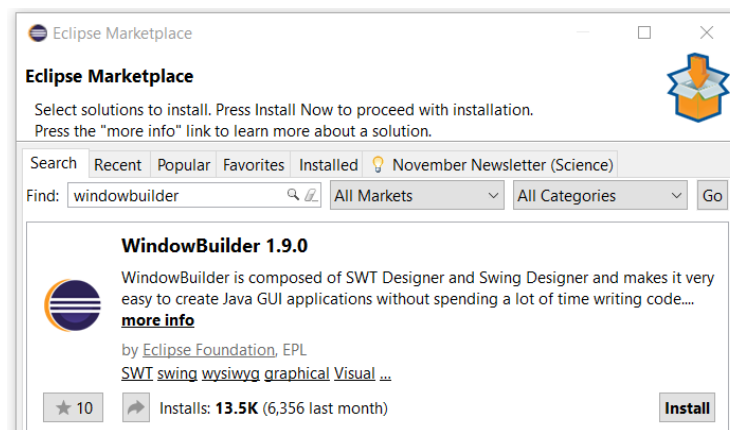 Eclipse Marketplace
Eclipse Marketplace
Select solutions to install. Press Install Now to proceed with installation.
Press the "more info" link to learn more about a solution.
Search Recent Popular Favorites Installed November Newsletter (Science)
Find: windowbuilder All Markets All Categories Go
WindowBuilder 1.9.0
WindowBuilder is composed of SWT Designer and Swing Designer and makes it very
easy to create Java GUI applications without spending a lot of time writing code....
more info
by Eclipse Foundation, EPL
SWT swing wysiwyg graphical Visual ...
10 Installs: 13.5K (6,356 last month) Install